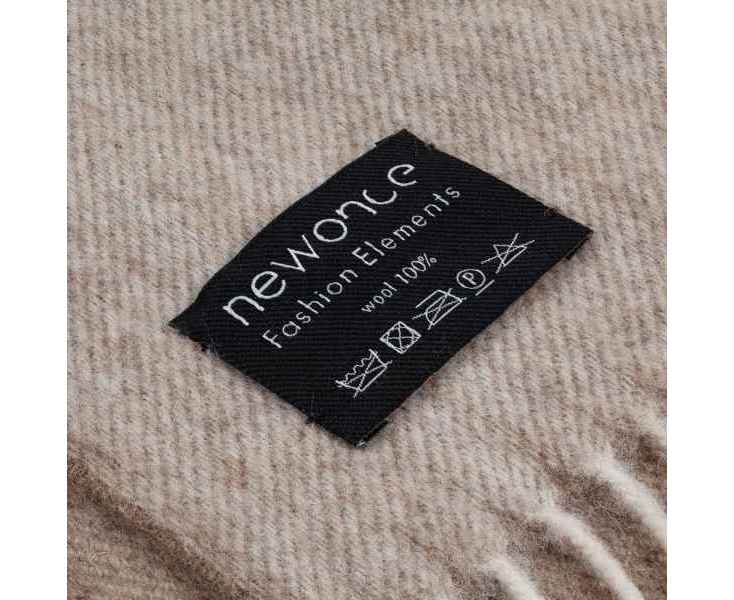 newonce
Fashion Elements
wool 100%
P